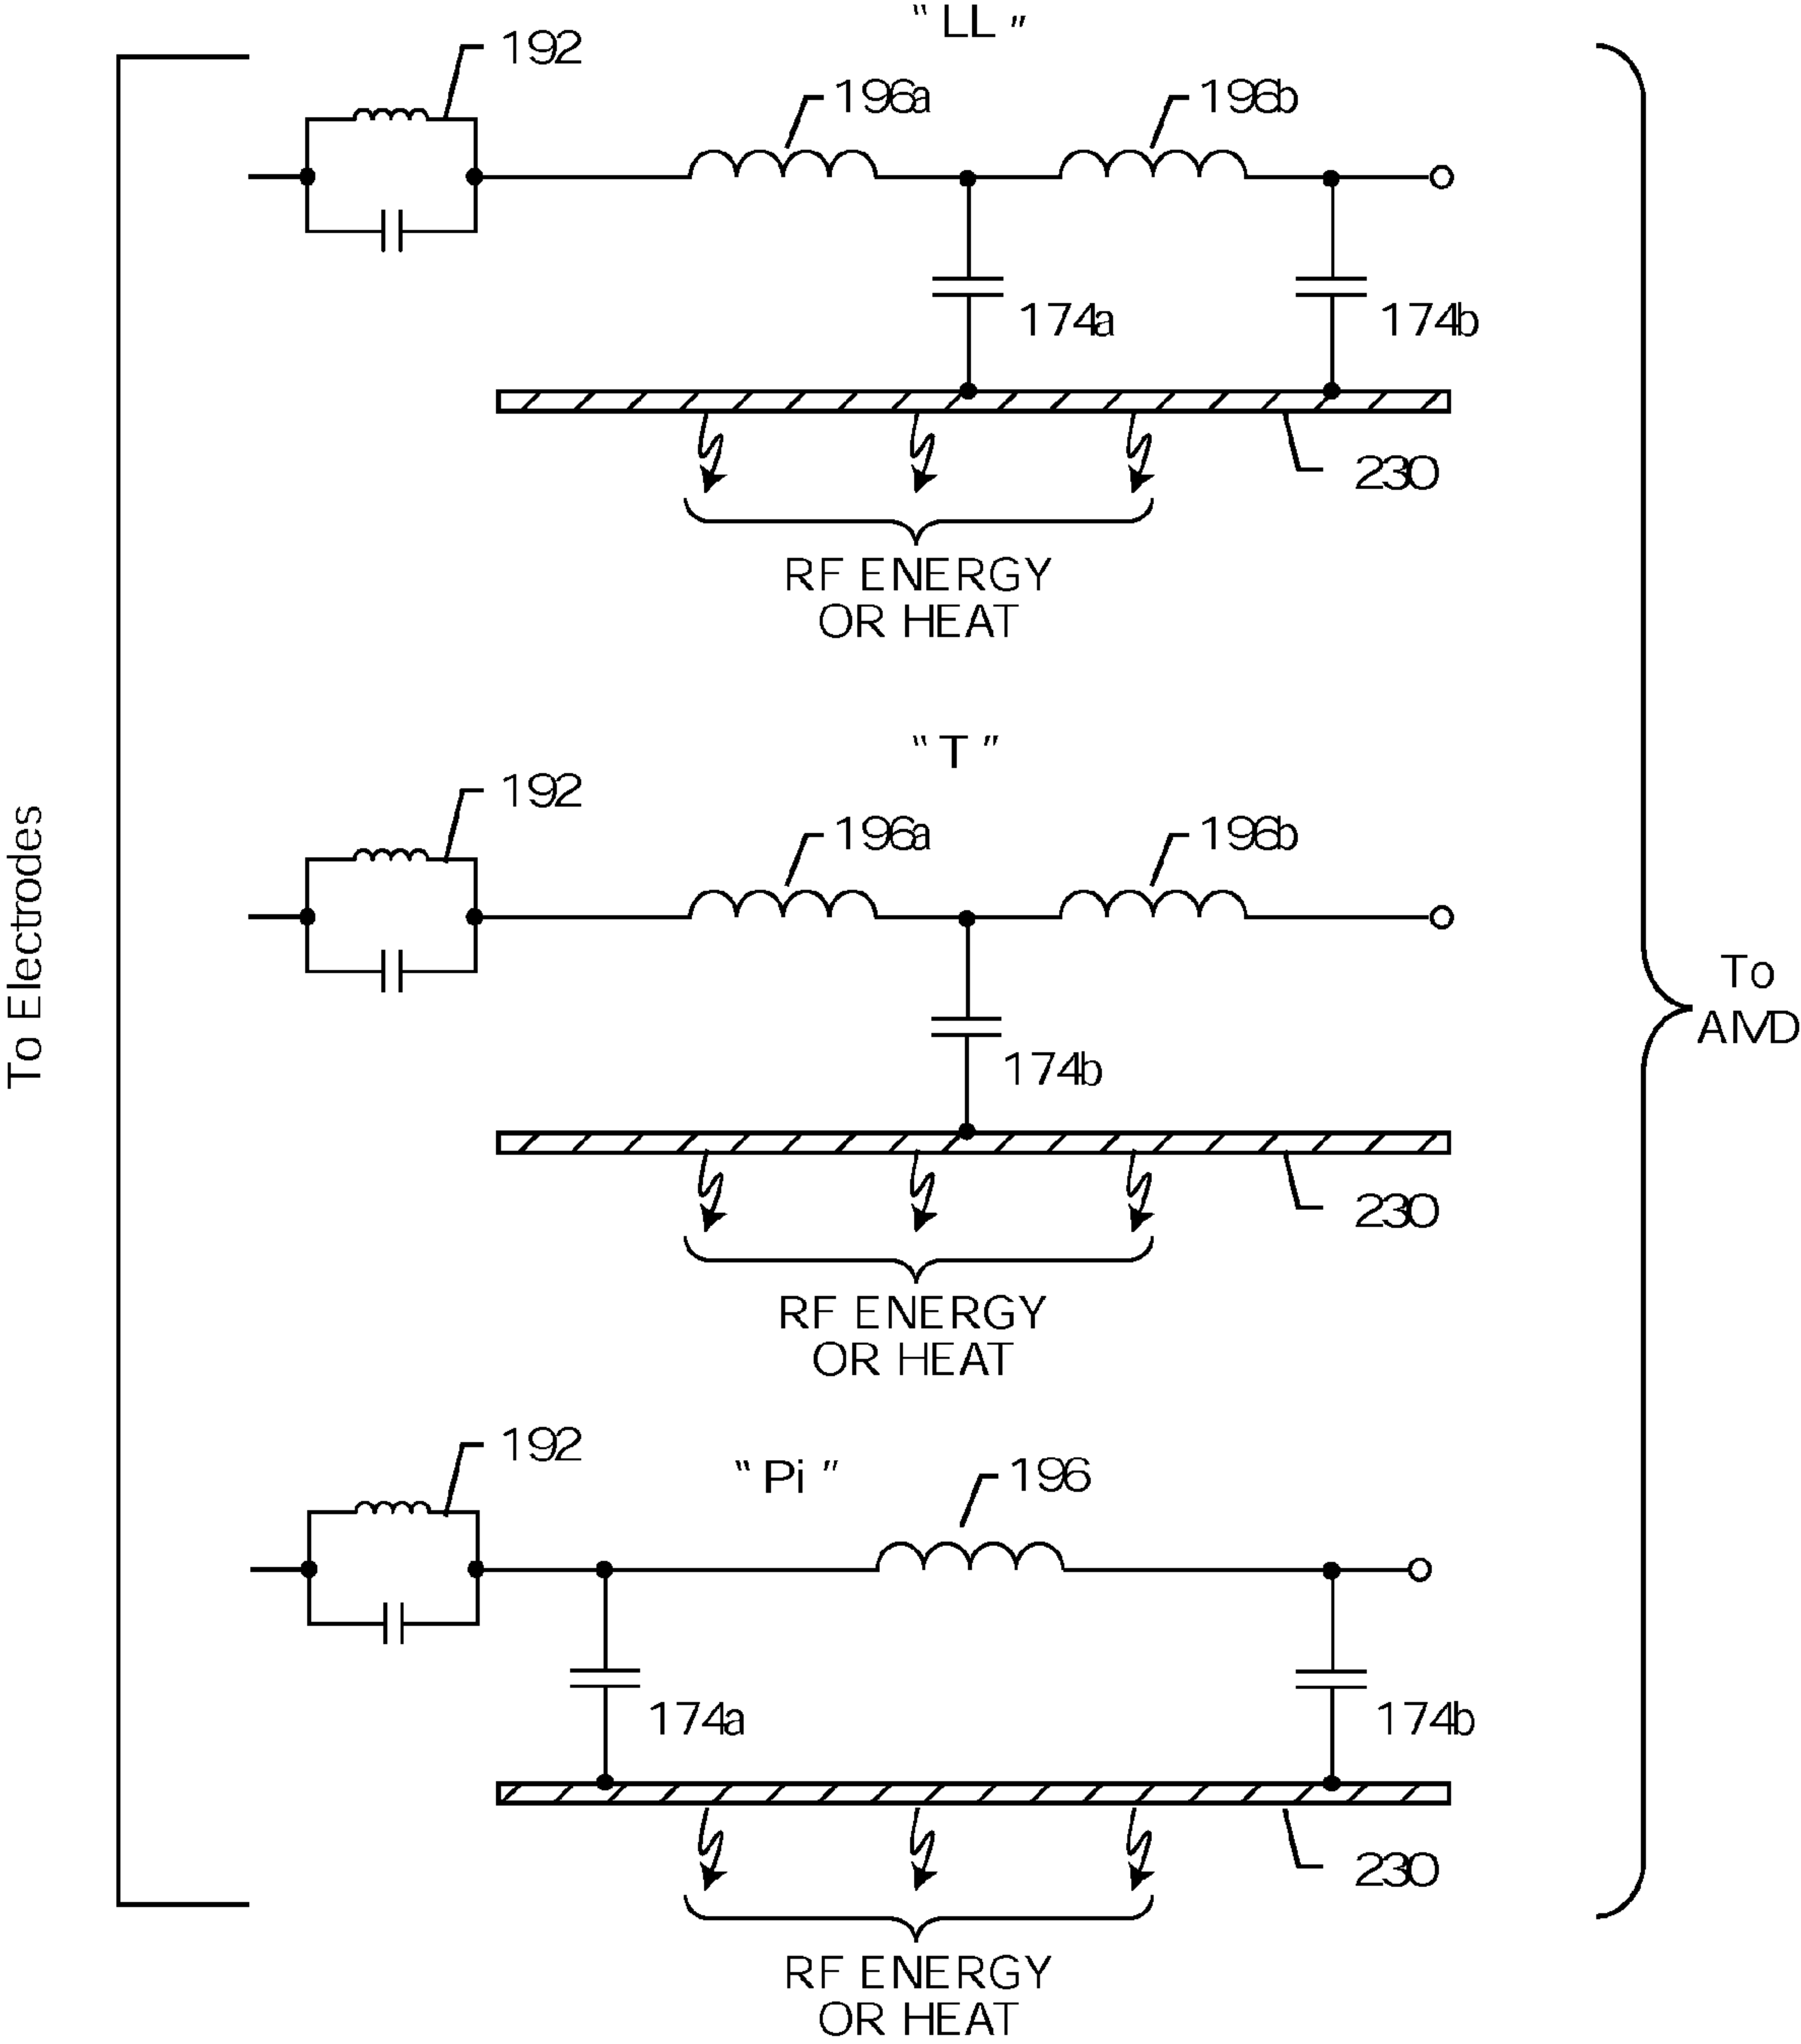 “LL”
192
196a
196b
174a
174b
230
RF ENERGY
OR HEAT
“T”
192
196a
196b
To Electrodes
To
AMD
174b
230
RF ENERGY
OR HEAT
192
“Pi”
196
174a
174b
230
RF ENERGY
OR HEAT